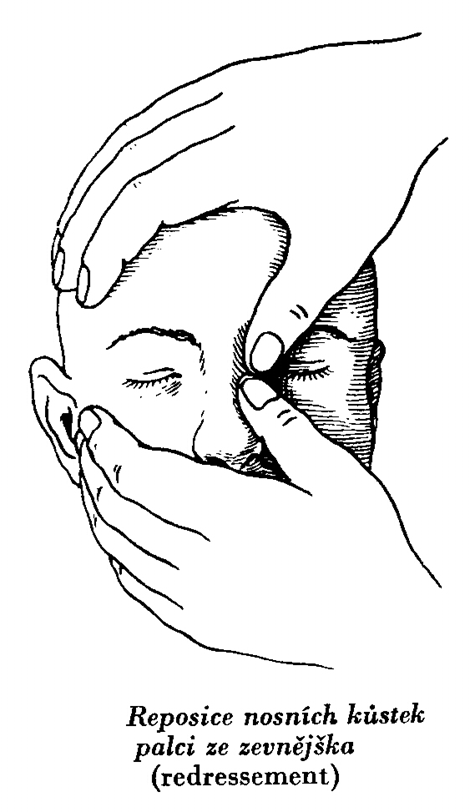 Reposice nosních kůstek
palci ze zevnějška
(redressement)